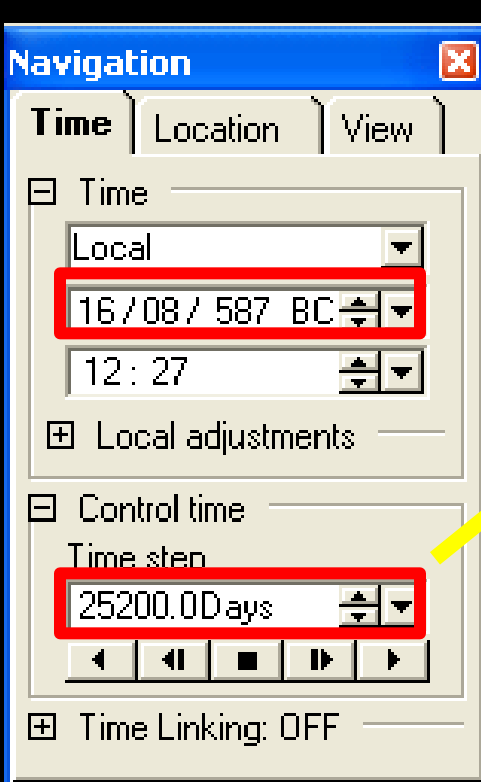 Navigation
Time Location View
Time
Local
16/08/ 587 BC
12: 27
Local adjustments
Control time
Time step
25200.0Days
Time Linking: OFF